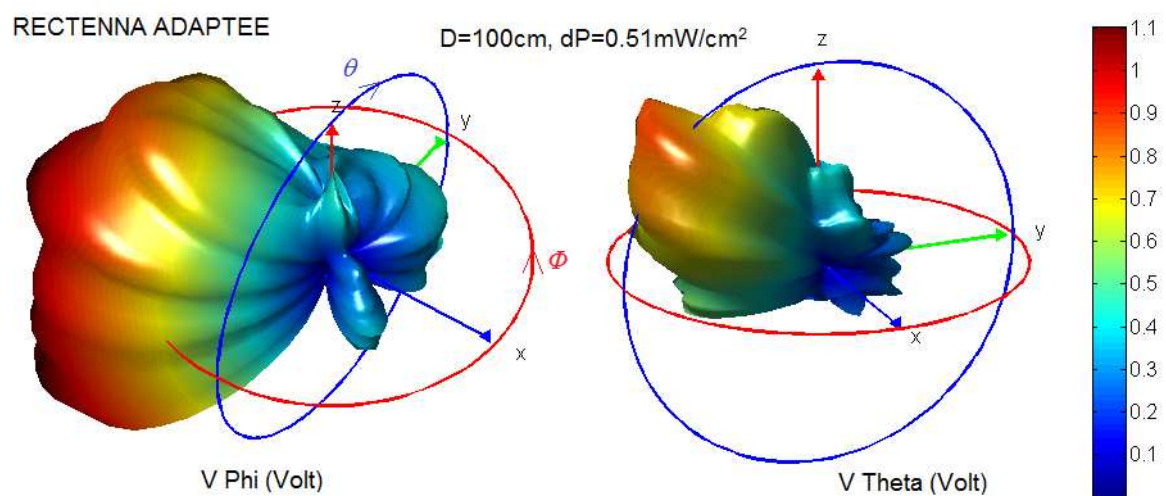 RECTENNA ADAPTEE
D=100cm, dP=0.51mW/cm²
θ
z
y
Φ
x
V Phi (Volt)
z
y
x
V Theta (Volt)
1.1
1
0.9
0.8
0.7
0.6
0.5
0.4
0.3
0.2
0.1